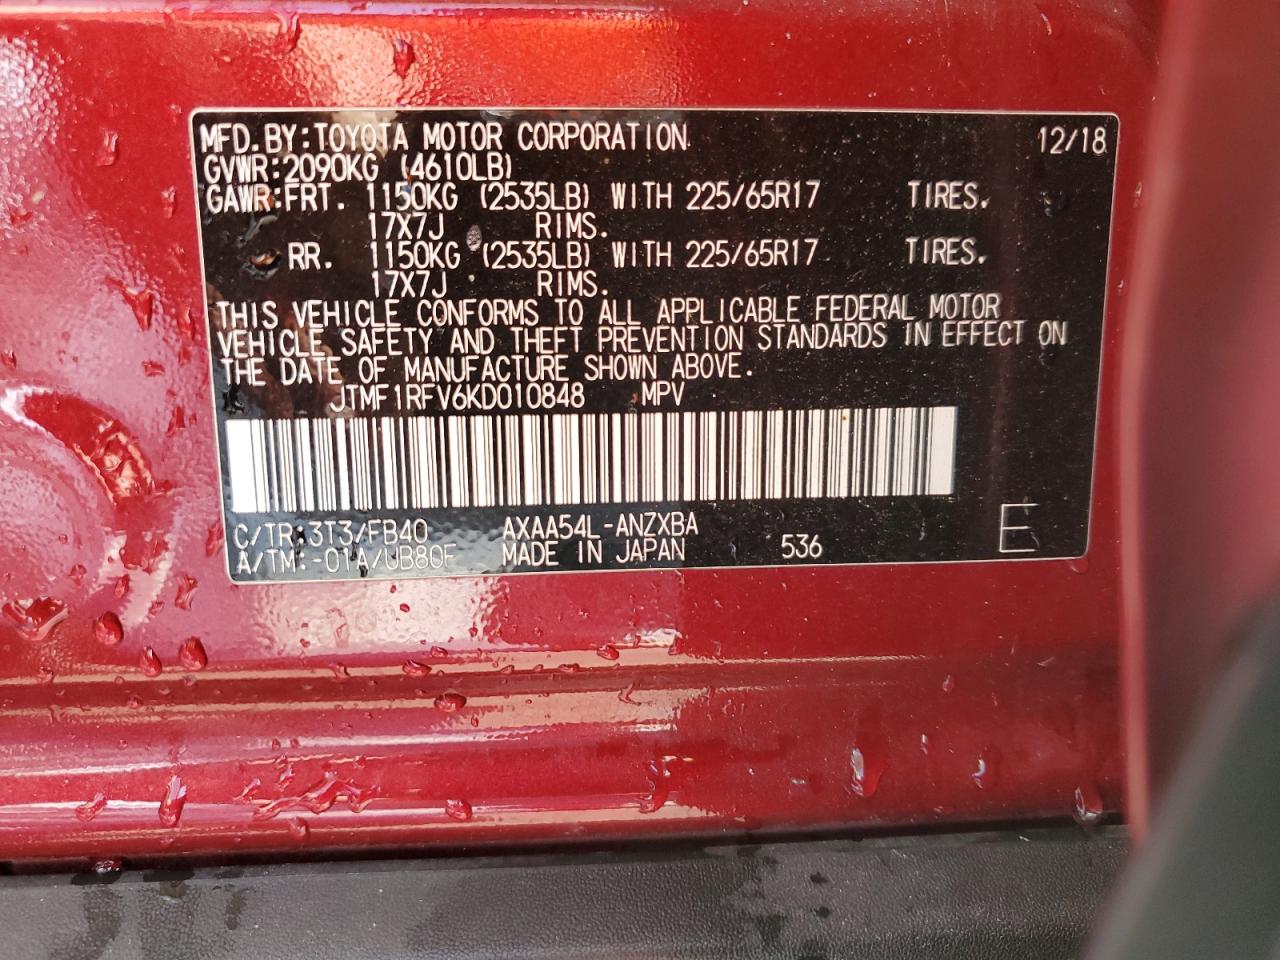 MFD.BY:TOYOTA MOTOR CORPORATION 12/18
GVWR:2090KG (4610LB)
GAWR:FRT. 1150KG (2535LB) WITH 225/65R17 TIRES.
17X7J RIMS.
RR. 1150KG (2535LB) WITH 225/65R17 TIRES.
17X7J RIMS.
THIS VEHICLE CONFORMS TO ALL APPLICABLE FEDERAL MOTOR
VEHICLE SAFETY AND THEFT PREVENTION STANDARDS IN EFFECT ON
THE DATE OF MANUFACTURE SHOWN ABOVE.
JTMF1RFV6KD010848 MPV
C/TR:3T3/FB40 AXAA54L-ANZXBA
A/TM:-01A/UB80F MADE IN JAPAN 536 E